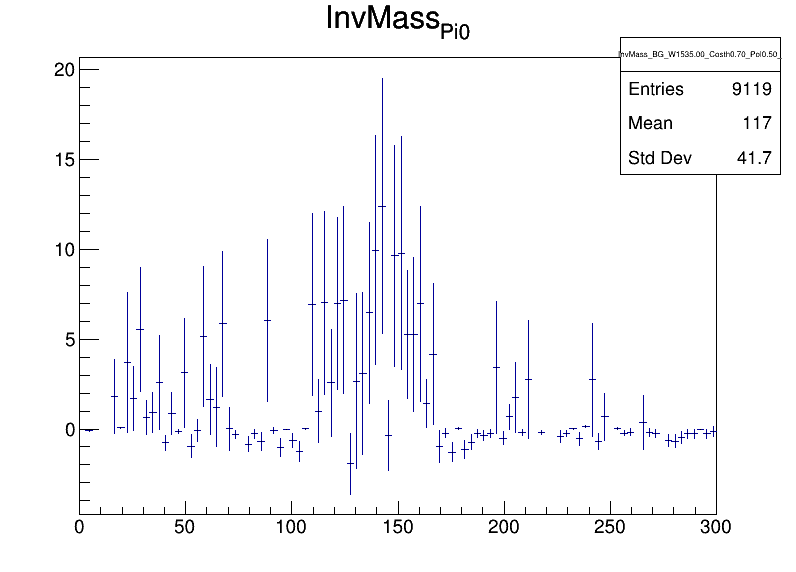 InvMass_Pi0
InvMass_BG_W1535.00_Costh0.70_Pol0.50_
Entries 9119
Mean 117
Std Dev 41.7
20
15
10
5
0
0 50 100 150 200 250 300